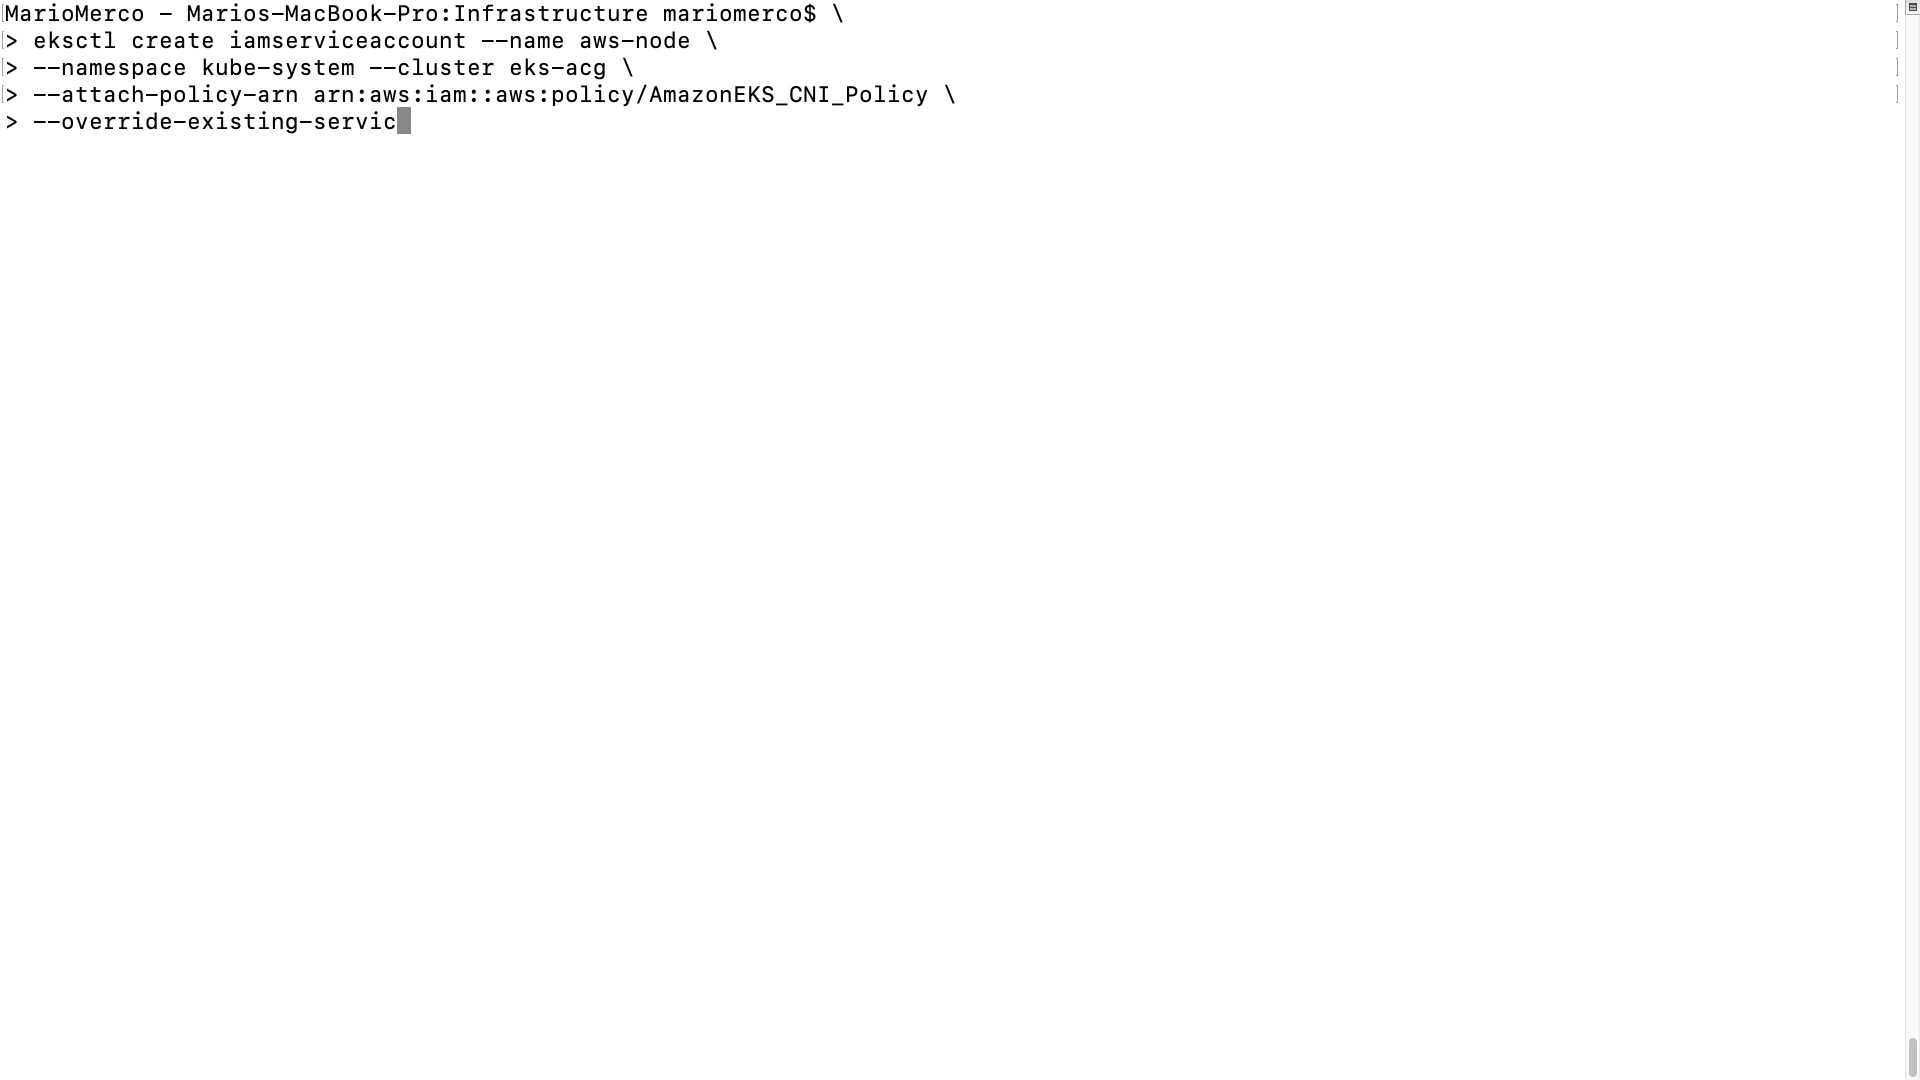 MarioMerco - Marios-MacBook-Pro:Infrastructure mariomerco$ \
> eksctl create iamserviceaccount --name aws-node \
> --namespace kube-system --cluster eks-acg \
> --attach-policy-arn arn:aws:iam::aws:policy/AmazonEKS_CNI_Policy \
> --override-existing-servic